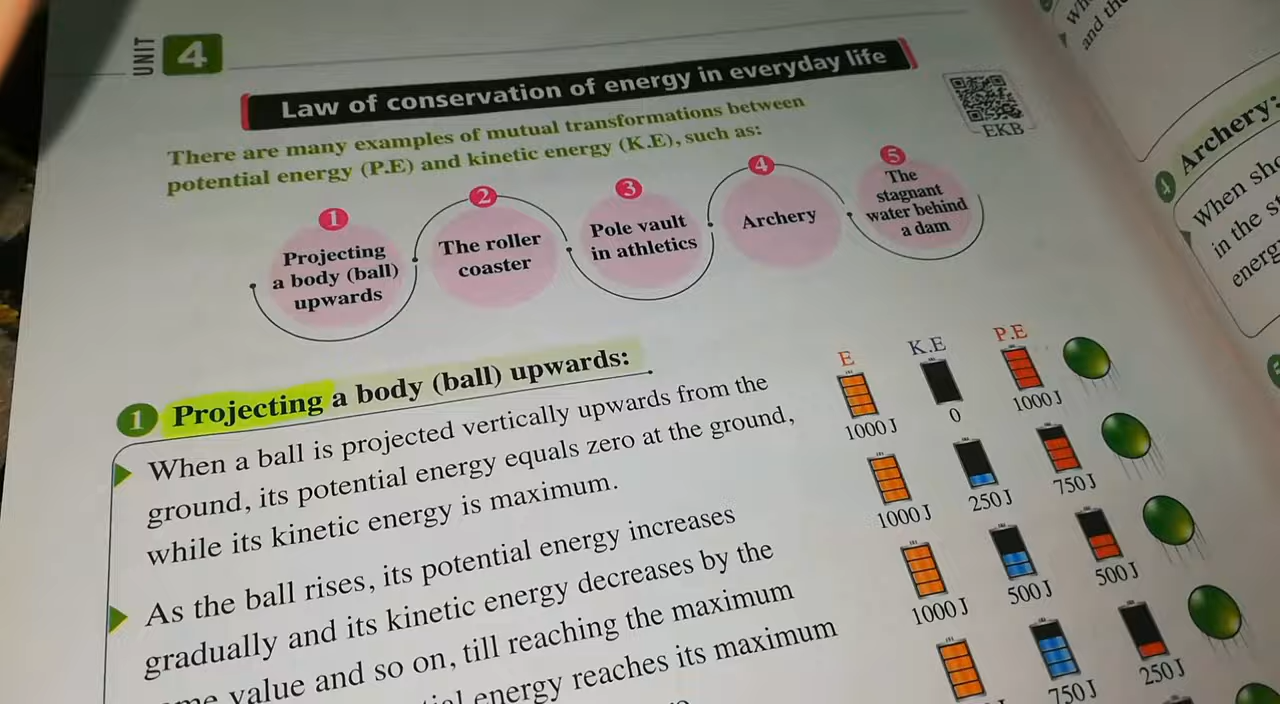 UNIT
4
Law of conservation of energy in everyday life
EKB
There are many examples of mutual transformations between
potential energy (P.E) and kinetic energy (K.E), such as:
1
Projecting
a body (ball)
upwards
2
The roller
coaster
3
Pole vault
in athletics
4
Archery
5
The
stagnant
water behind
a dam
1 Projecting a body (ball) upwards:
When a ball is projected vertically upwards from the
ground, its potential energy equals zero at the ground,
while its kinetic energy is maximum.
As the ball rises, its potential energy increases
gradually and its kinetic energy decreases by the
value and so on, till reaching the maximum
energy reaches its maximum
E K.E P.E
1000 J 0 1000 J
1000 J 250 J 750 J
1000 J 500 J 500 J
750 J 250 J
and
4 Archery:
When
in the